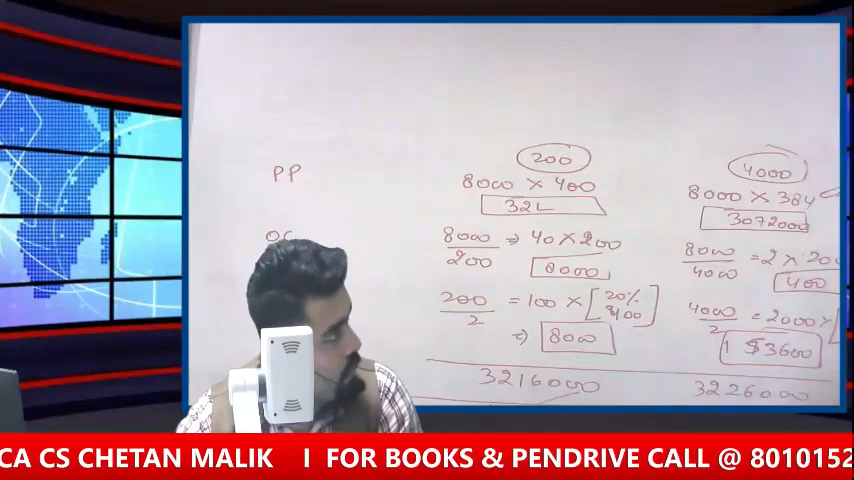 200
4000
PP
8000 × 400
8000 × 384
32L
3072000
OC
8000
200
⇒ 40 × 200
8000
8000
4000
= 2 × 200
400
200
2
= 100 × [20%
400]
⇒ 8000
4000
2
= 2000 ×
153600
3216000
3226000
CA CS CHETAN MALIK I FOR BOOKS & PENDRIVE CALL @ 8010152